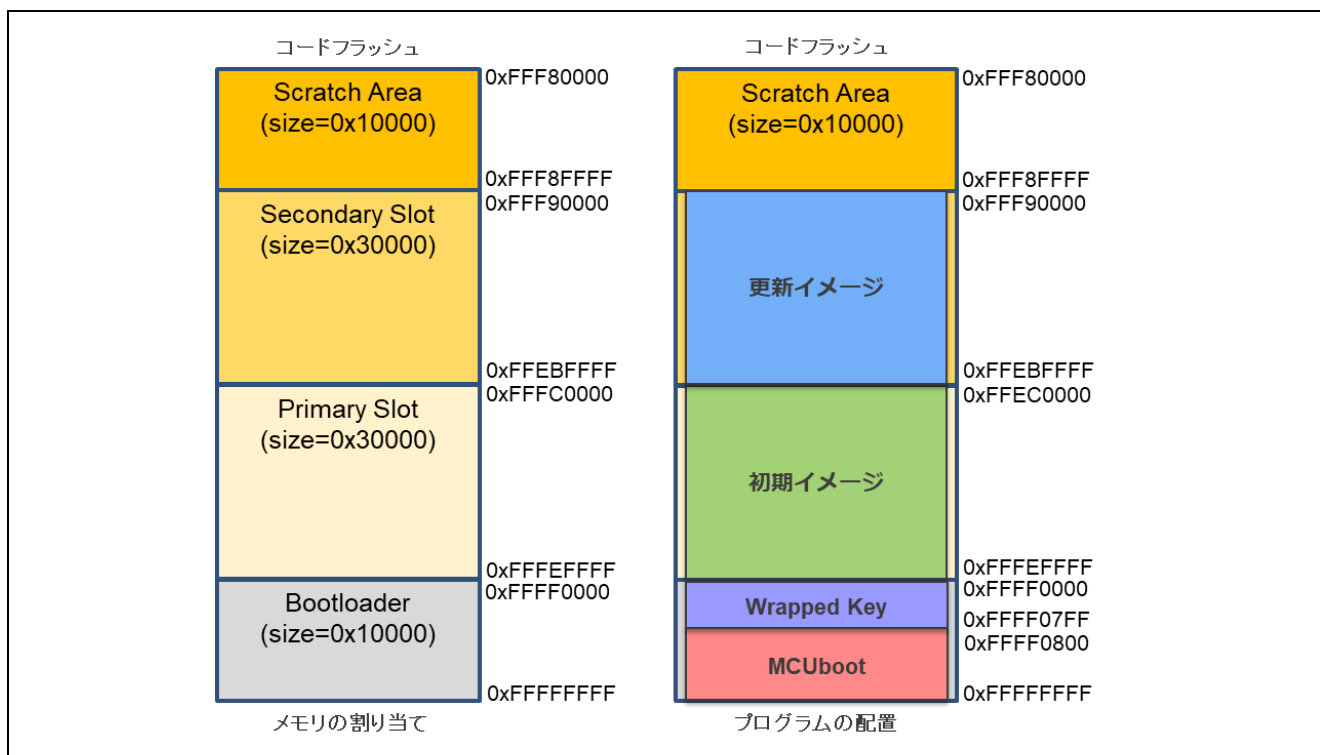 コードフラッシュ
Scratch Area
(size=0x10000)
0xFFF80000
0xFFF8FFFF
Secondary Slot
(size=0x30000)
0xFFF90000
0xFFEBFFFF
Primary Slot
(size=0x30000)
0xFFFC0000
0xFFFEFFFF
Bootloader
(size=0x10000)
0xFFFF0000
0xFFFFFFFF
メモリの割り当て
コードフラッシュ
Scratch Area
(size=0x10000)
0xFFF80000
0xFFF8FFFF
0xFFF90000
更新イメージ
0xFFEBFFFF
0xFFEC0000
初期イメージ
0xFFFEFFFF
0xFFFF0000
Wrapped Key
0xFFFF07FF
0xFFFF0800
MCUboot
0xFFFFFFFF
プログラムの配置